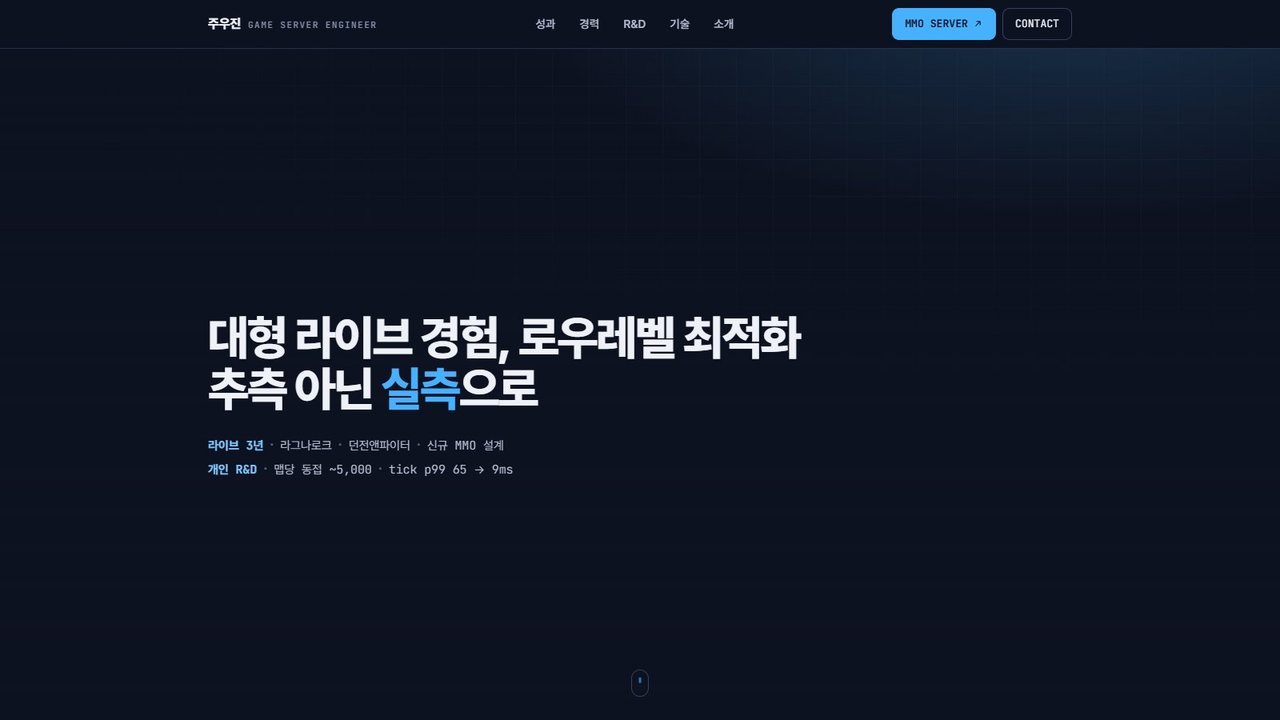 주우진 GAME SERVER ENGINEER
성과 경력 R&D 기술 소개
MMO SERVER ↗ CONTACT
대형 라이브 경험, 로우레벨 최적화
추측 아닌 실측으로
라이브 3년 · 라그나로크 · 던전앤파이터 · 신규 MMO 설계
개인 R&D · 맵당 동접 ~5,000 · tick p99 65 → 9ms